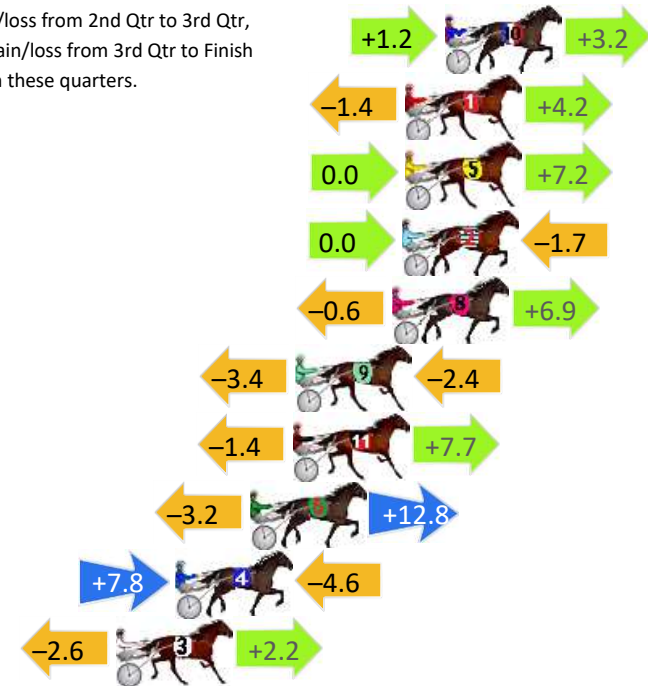 /loss from 2nd Qtr to 3rd Qtr,
ain/loss from 3rd Qtr to Finish
these quarters.
+1.2 10 +3.2
–1.4 1 +4.2
0.0 5 +7.2
0.0 –1.7
–0.6 8 +6.9
–3.4 9 –2.4
–1.4 11 +7.7
–3.2 6 +12.8
+7.8 4 –4.6
–2.6 3 +2.2